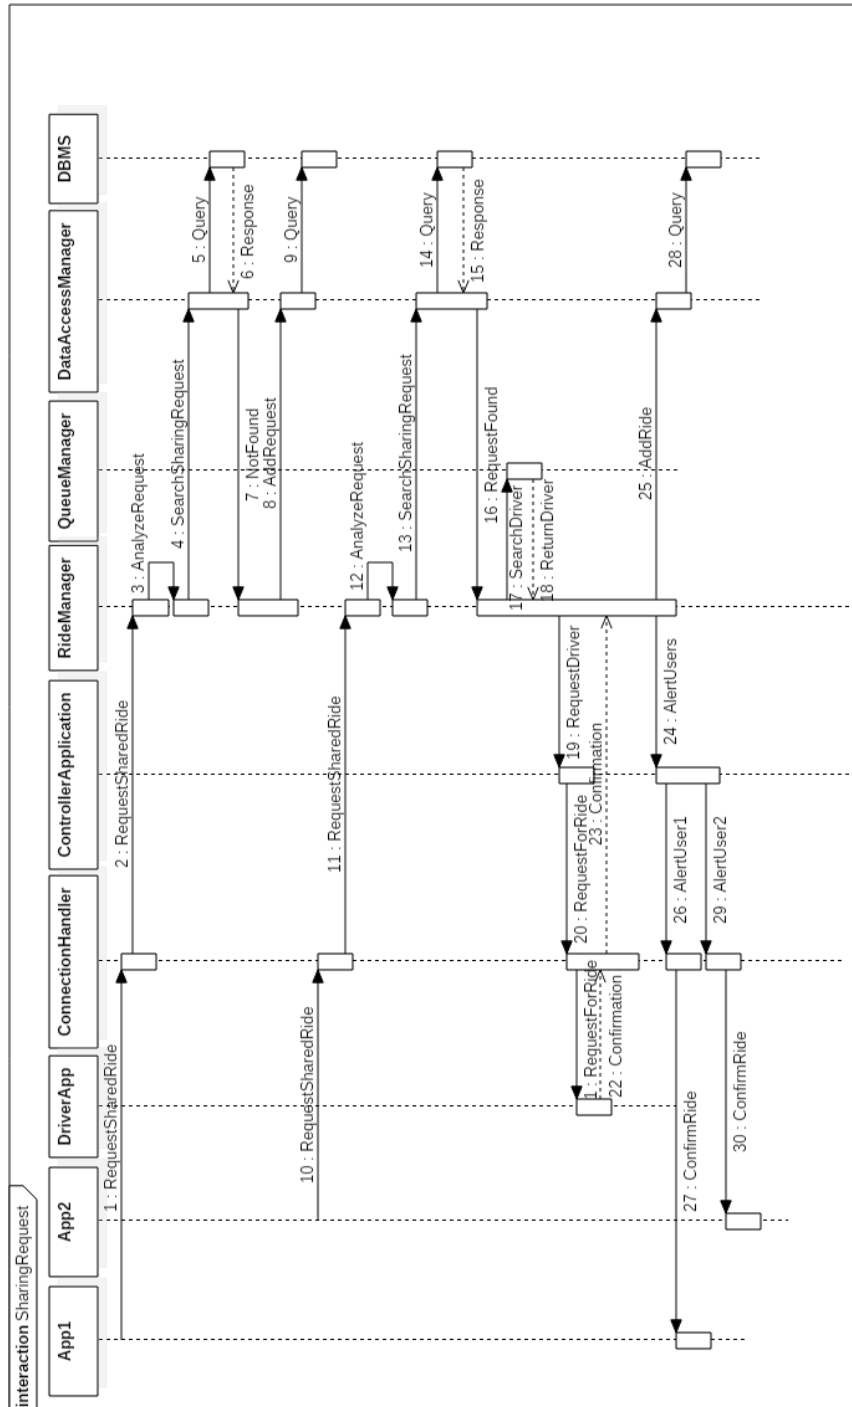 interaction SharingRequest
App1
App2
DriverApp
ConnectionHandler
ControllerApplication
RideManager
QueueManager
DataAccessManager
DBMS
1 : RequestSharedRide
2 : RequestSharedRide
3 : AnalyzeRequest
4 : SearchSharingRequest
5 : Query
6 : Response
7 : NotFound
8 : AddRequest
9 : Query
10 : RequestSharedRide
11 : RequestSharedRide
12 : AnalyzeRequest
13 : SearchSharingRequest
14 : Query
15 : Response
16 : RequestFound
17 : SearchDriver
18 : ReturnDriver
19 : RequestDriver
20 : RequestForRide
1 : RequestForRide
22 : Confirmation
23 : Confirmation
24 : AlertUsers
25 : AddRide
26 : AlertUser1
27 : ConfirmRide
28 : Query
29 : AlertUser2
30 : ConfirmRide